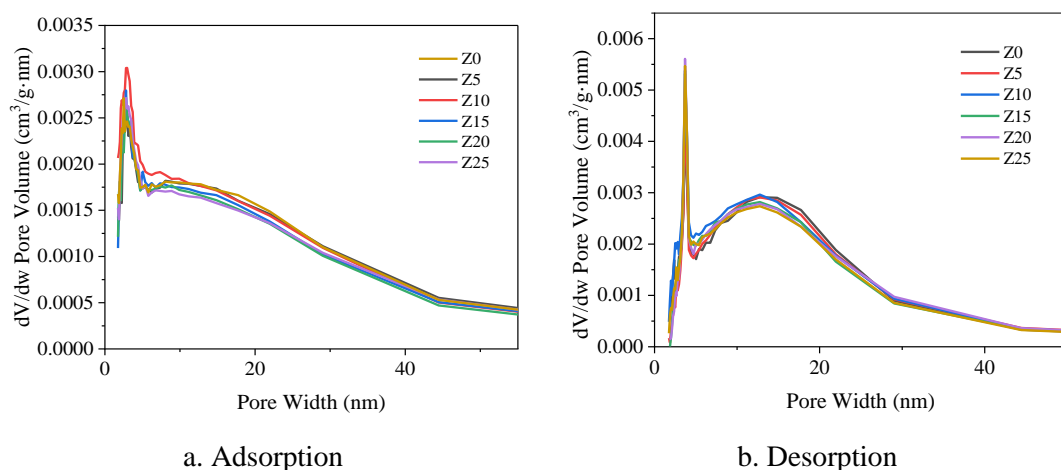 dV/dw Pore Volume (cm³/g·nm)
0.0035
0.0030
0.0025
0.0020
0.0015
0.0010
0.0005
0.0000
0
20
40
Pore Width (nm)
Z0
Z5
Z10
Z15
Z20
Z25
a. Adsorption
dV/dw Pore Volume (cm³/g·nm)
0.006
0.005
0.004
0.003
0.002
0.001
0.000
0
20
40
Pore Width (nm)
Z0
Z5
Z10
Z15
Z20
Z25
b. Desorption